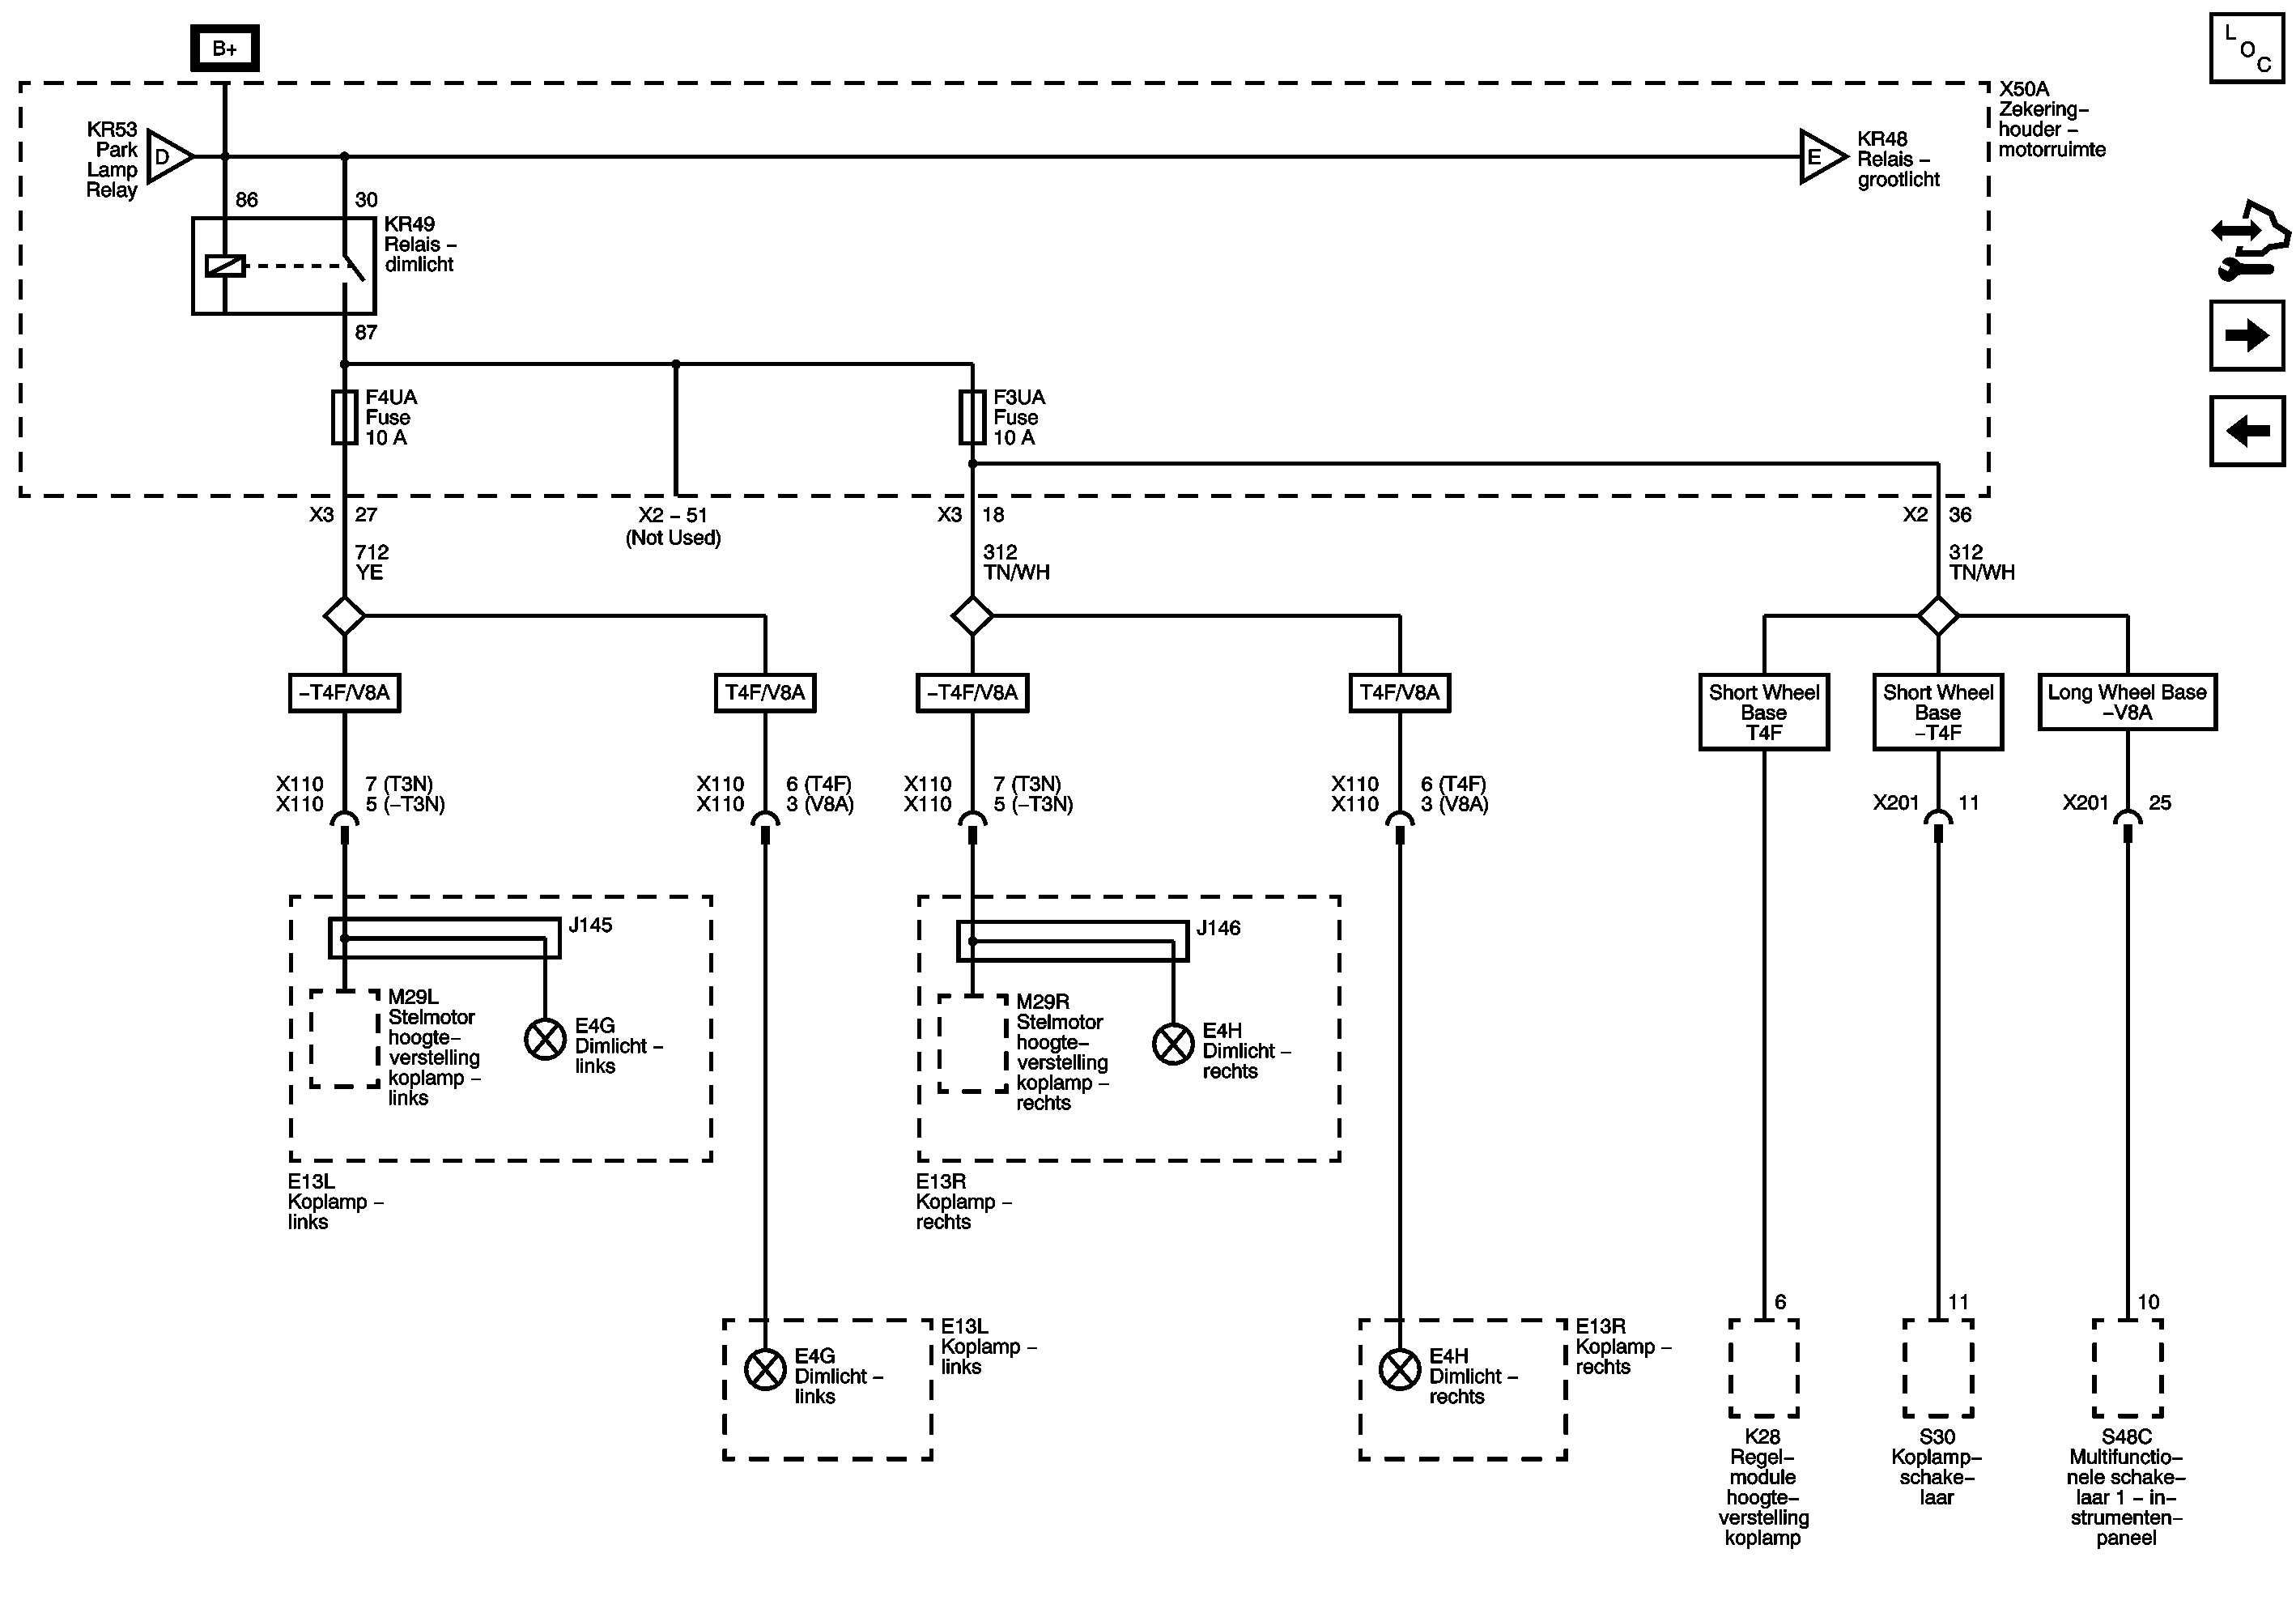 B+
L
O
C
X50A
Zekering–
houder –
motorruimte
KR53
Park
Lamp
Relay
D
E
KR48
Relais –
grootlicht
86
30
KR49
Relais –
dimlicht
87
F4UA
Fuse
10 A
F3UA
Fuse
10 A
X3 27
X2 – 51
(Not Used)
X3 18
X2 36
712
YE
312
TN/WH
312
TN/WH
–T4F/V8A
T4F/V8A
–T4F/V8A
T4F/V8A
Short Wheel
Base
T4F
Short Wheel
Base
–T4F
Long Wheel Base
–V8A
X110 7 (T3N)
X110 5 (–T3N)
X110 6 (T4F)
X110 3 (V8A)
X110 7 (T3N)
X110 5 (–T3N)
X110 6 (T4F)
X110 3 (V8A)
X201 11
X201 25
J145
J146
M29L
Stelmotor
hoogte–
verstelling
koplamp –
links
E4G
Dimlicht –
links
M29R
Stelmotor
hoogte–
verstelling
koplamp –
rechts
E4H
Dimlicht –
rechts
E13L
Koplamp –
links
E13R
Koplamp –
rechts
6
11
10
E13L
Koplamp –
links
E4G
Dimlicht –
links
E13R
Koplamp –
rechts
E4H
Dimlicht –
rechts
K28
Regel–
module
hoogte–
verstelling
koplamp
S30
Koplamp–
schake–
laar
S48C
Multifunctio–
nele schake–
laar 1 – in–
strumenten–
paneel